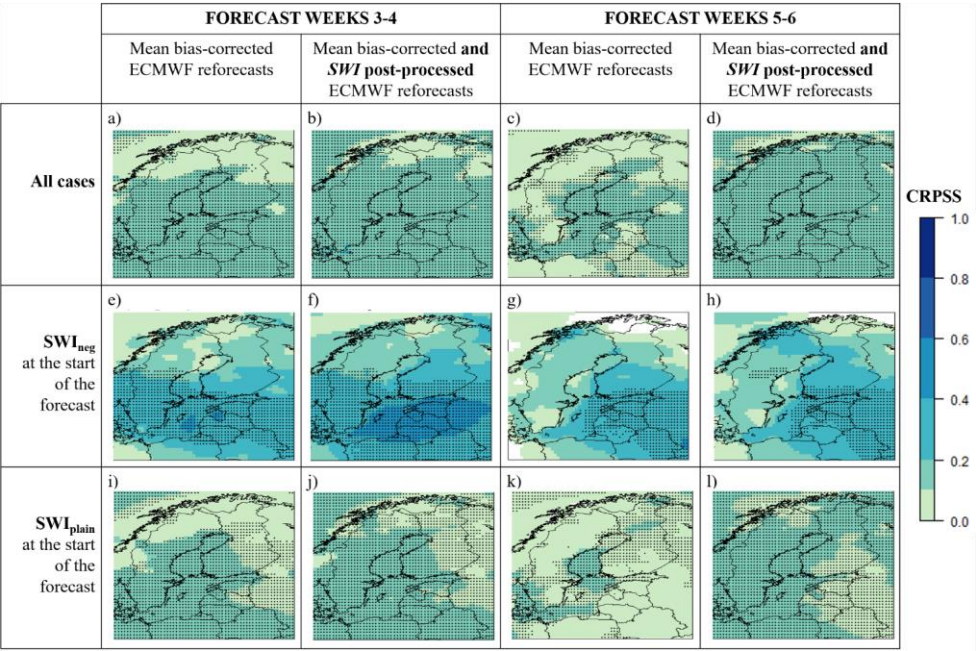 FORECAST WEEKS 3-4
FORECAST WEEKS 5-6
Mean bias-corrected
ECMWF reforecasts
Mean bias-corrected and
SWI post-processed
ECMWF reforecasts
Mean bias-corrected
ECMWF reforecasts
Mean bias-corrected and
SWI post-processed
ECMWF reforecasts
All cases
a)
b)
c)
d)
SWIneg
at the start
of the
forecast
e)
f)
g)
h)
SWIplain
at the start
of the
forecast
i)
j)
k)
l)
CRPSS
1.0
0.8
0.6
0.4
0.2
0.0